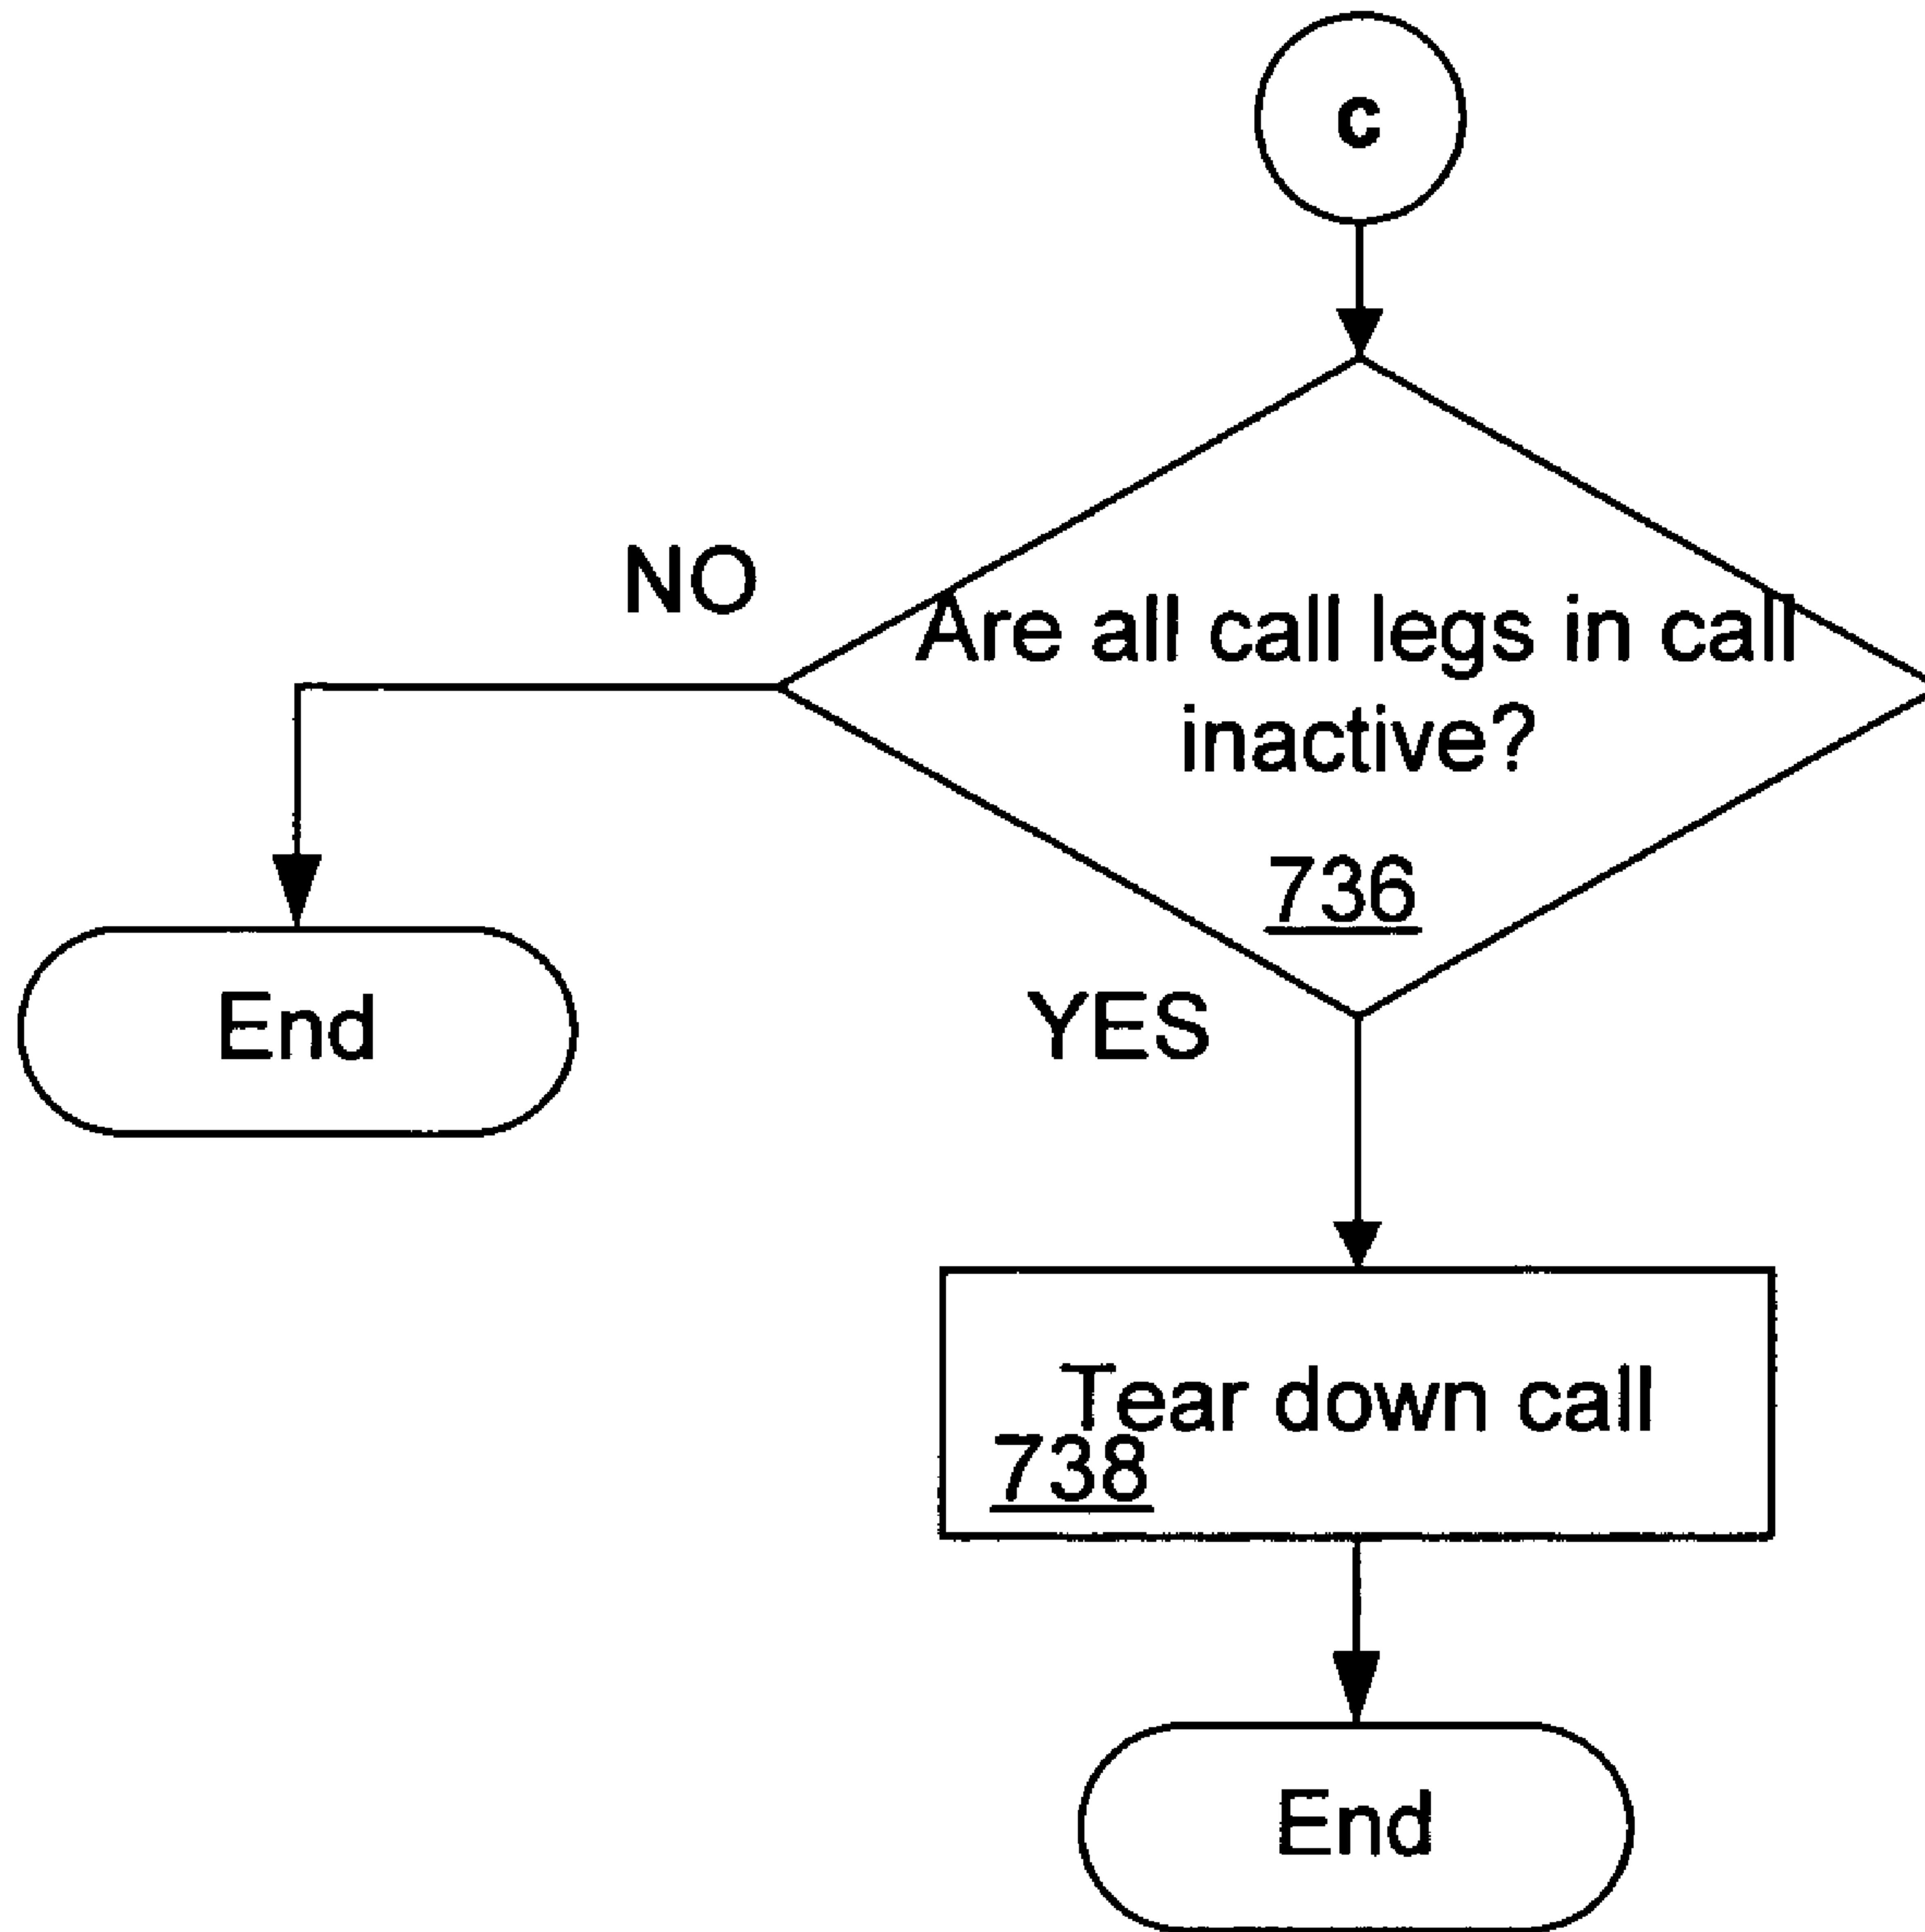 c
NO
Are all call legs in call
inactive?
736
End
YES
Tear down call
738
End